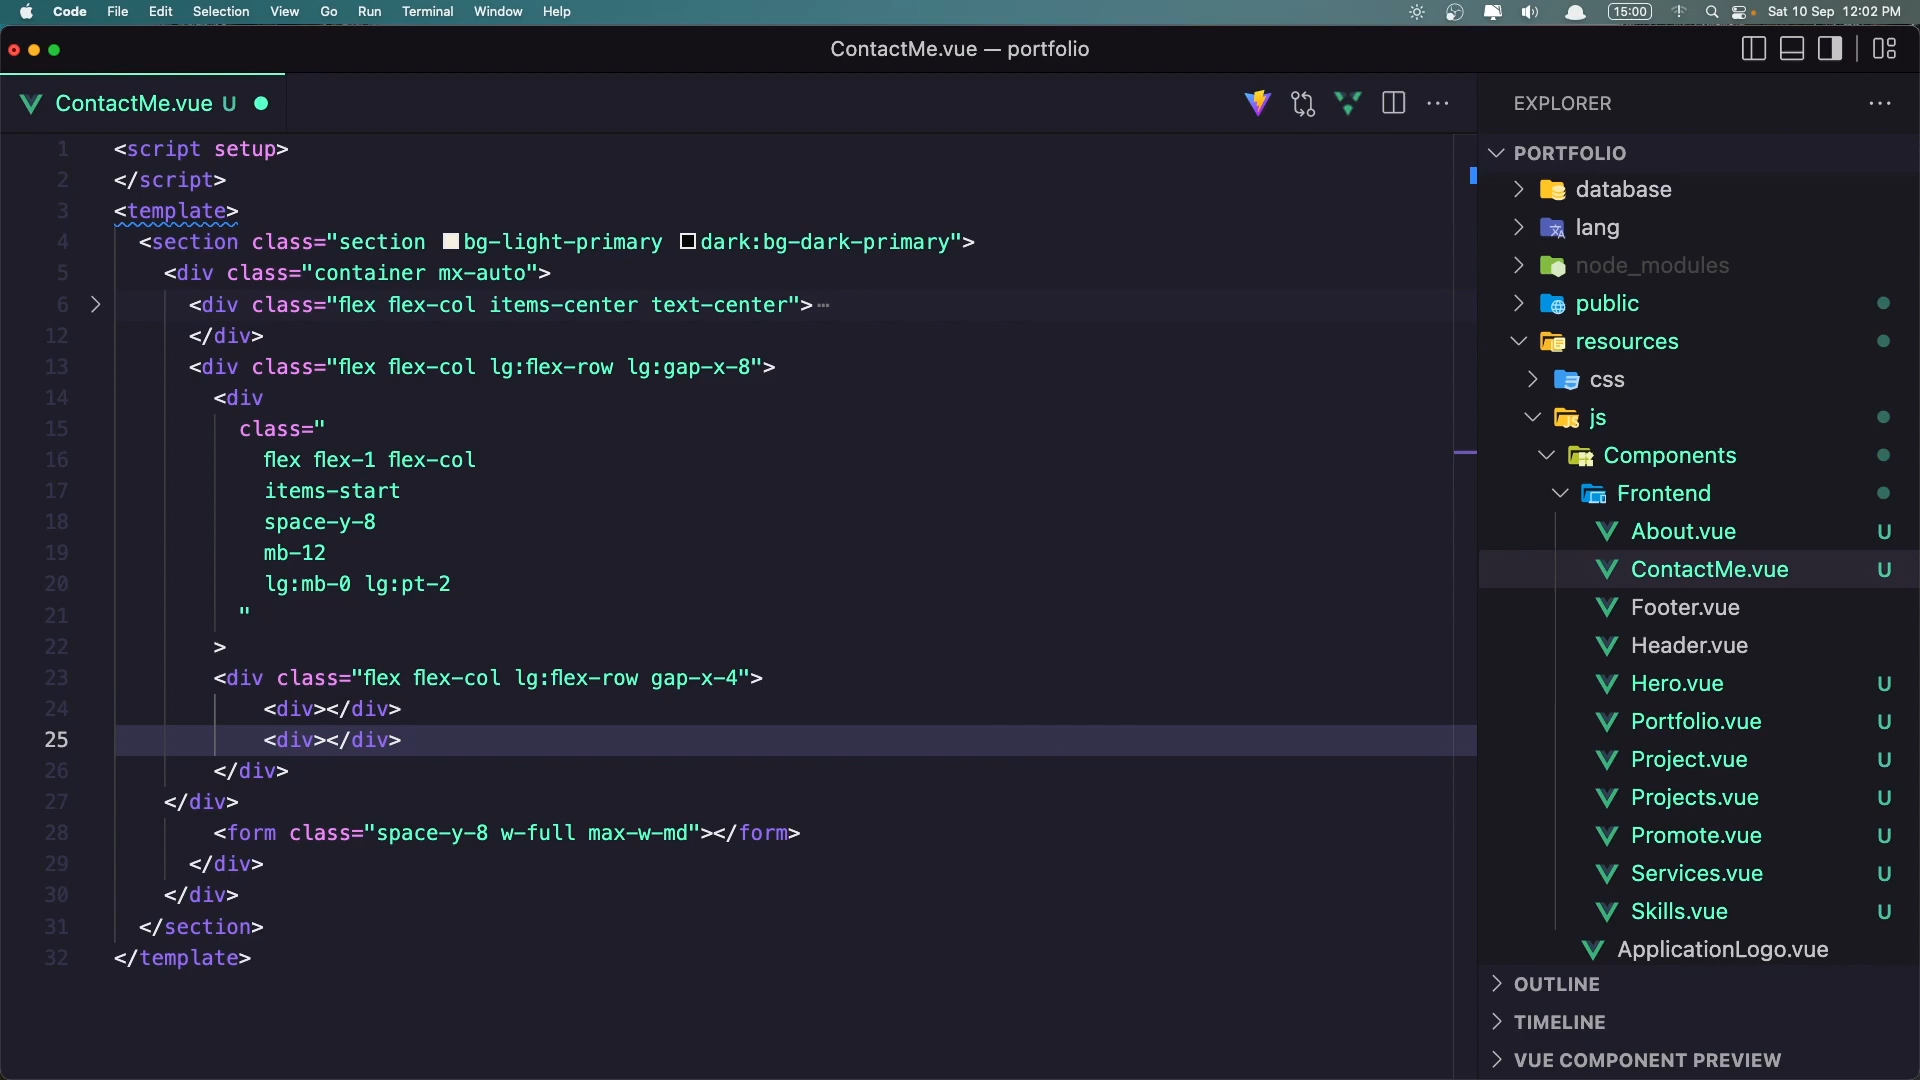 Code File Edit Selection View Go Run Terminal Window Help 15:00 Sat 10 Sep 12:02 PM
ContactMe.vue — portfolio
ContactMe.vue U
1 <script setup>
2 </script>
3 <template>
4 <section class="section bg-light-primary dark:bg-dark-primary">
5 <div class="container mx-auto">
6 <div class="flex flex-col items-center text-center">
12 </div>
13 <div class="flex flex-col lg:flex-row lg:gap-x-8">
14 <div
15 class="
16 flex flex-1 flex-col
17 items-start
18 space-y-8
19 mb-12
20 lg:mb-0 lg:pt-2
21 "
22 >
23 <div class="flex flex-col lg:flex-row gap-x-4">
24 <div></div>
25 <div></div>
26 </div>
27 </div>
28 <form class="space-y-8 w-full max-w-md"></form>
29 </div>
30 </div>
31 </section>
32 </template>
EXPLORER
PORTFOLIO
database
lang
node_modules
public
resources
css
js
Components
Frontend
About.vue U
ContactMe.vue U
Footer.vue
Header.vue
Hero.vue U
Portfolio.vue U
Project.vue U
Projects.vue U
Promote.vue U
Services.vue U
Skills.vue U
ApplicationLogo.vue
OUTLINE
TIMELINE
VUE COMPONENT PREVIEW